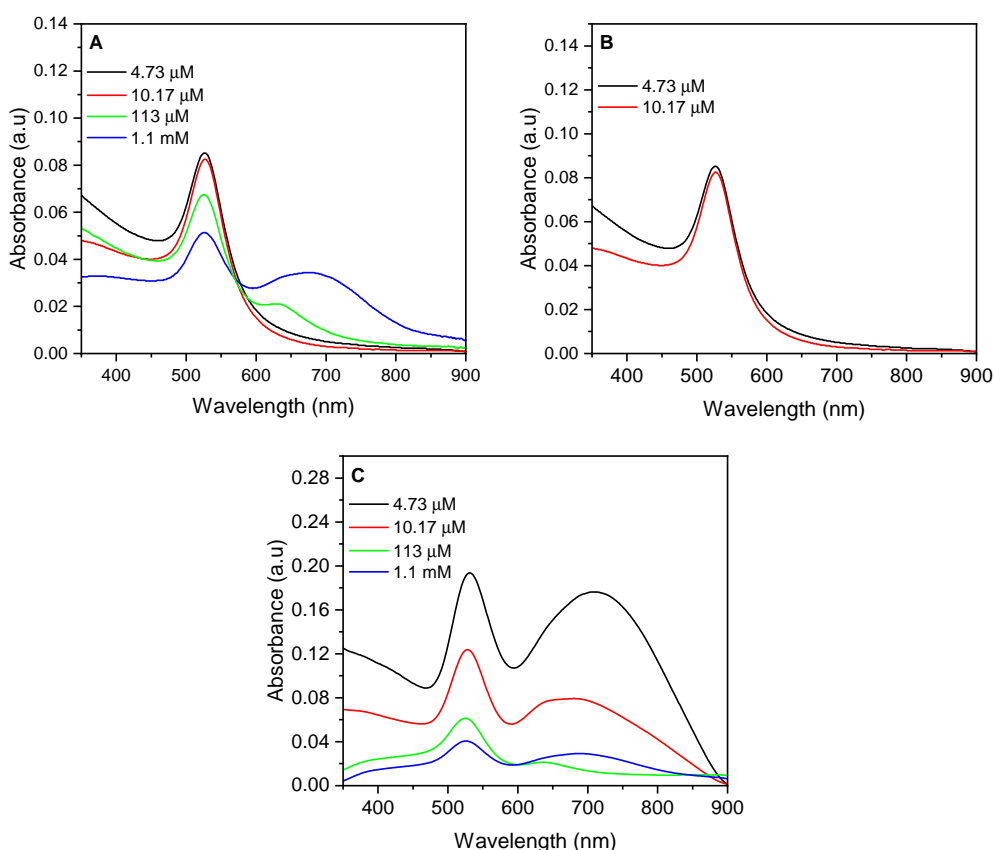 A
4.73 μM
10.17 μM
113 μM
1.1 mM
0.14
0.12
0.10
0.08
0.06
0.04
0.02
0.00
400 500 600 700 800 900
Absorbance (a.u)
Wavelength (nm)
B
4.73 μM
10.17 μM
0.14
0.12
0.10
0.08
0.06
0.04
0.02
0.00
400 500 600 700 800 900
Absorbance (a.u)
Wavelength (nm)
C
4.73 μM
10.17 μM
113 μM
1.1 mM
0.28
0.24
0.20
0.16
0.12
0.08
0.04
0.00
400 500 600 700 800 900
Absorbance (a.u)
Wavelength (nm)